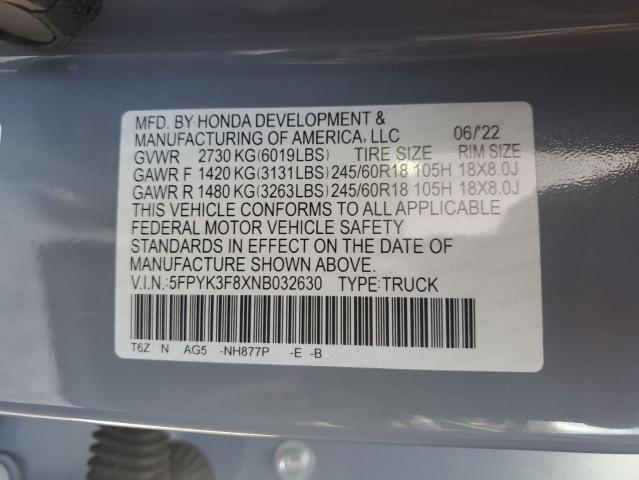 MFD. BY HONDA DEVELOPMENT &
MANUFACTURING OF AMERICA, LLC 06/'22
GVWR 2730 KG(6019LBS) TIRE SIZE RIM SIZE
GAWR F 1420 KG(3131LBS)245/60R18 105H 18X8.0J
GAWR R 1480 KG(3263LBS)245/60R18 105H 18X8.0J
THIS VEHICLE CONFORMS TO ALL APPLICABLE
FEDERAL MOTOR VEHICLE SAFETY
STANDARDS IN EFFECT ON THE DATE OF
MANUFACTURE SHOWN ABOVE.
V.I.N.:5FPYK3F8XNB032630 TYPE:TRUCK
T6Z N AG5 -NH877P -E -B